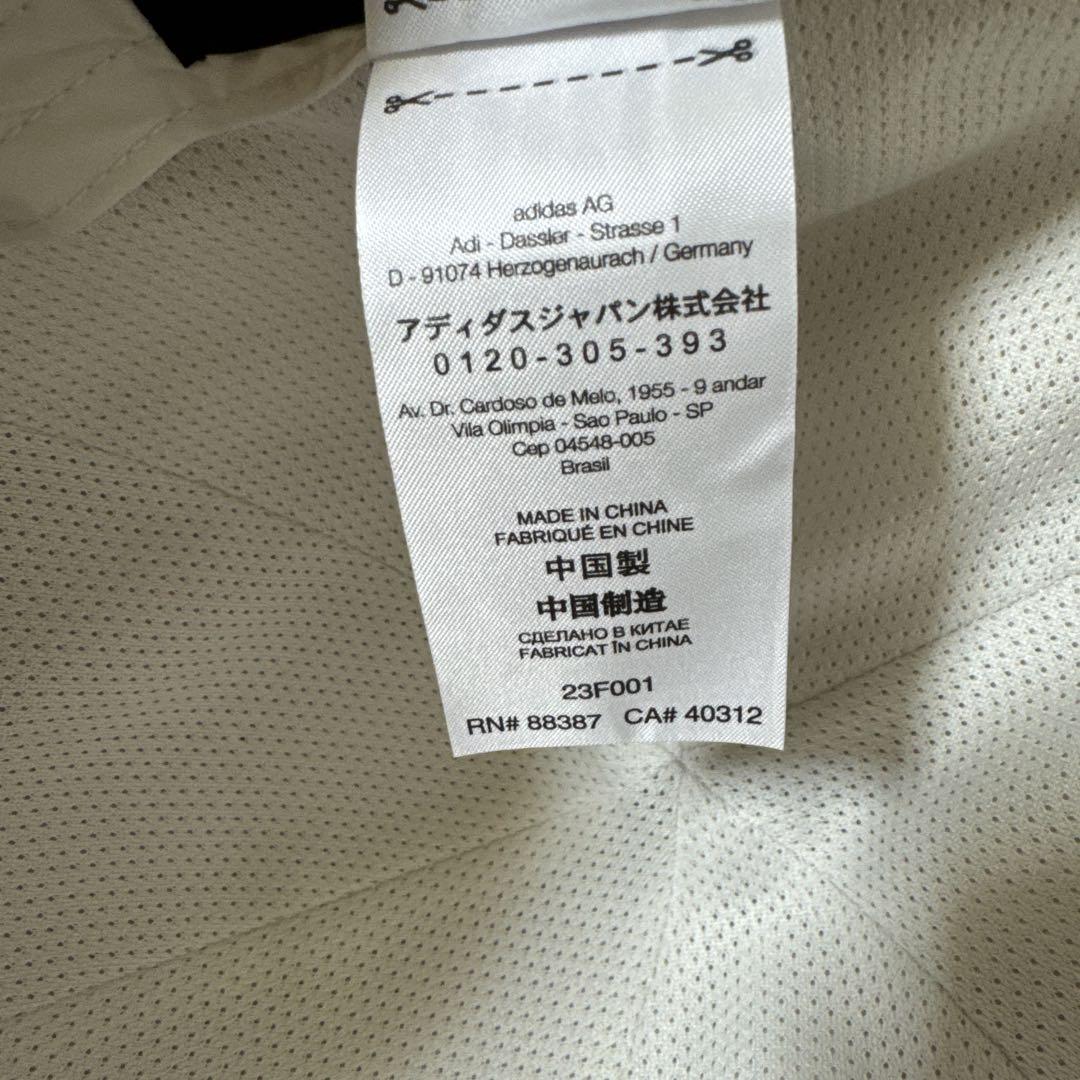 adidas AG
Adi - Dassler - Strasse 1
D - 91074 Herzogenaurach / Germany
アディダスジャパン株式会社
0120-305-393
Av. Dr. Cardoso de Melo, 1955 - 9 andar
Vila Olimpia - Sao Paulo - SP
Cep 04548-005
Brasil
MADE IN CHINA
FABRIQUÉ EN CHINE
中国製
中国制造
СДЕЛАНО В КИТАЕ
FABRICAT ÎN CHINA
23F001
RN# 88387 CA# 40312